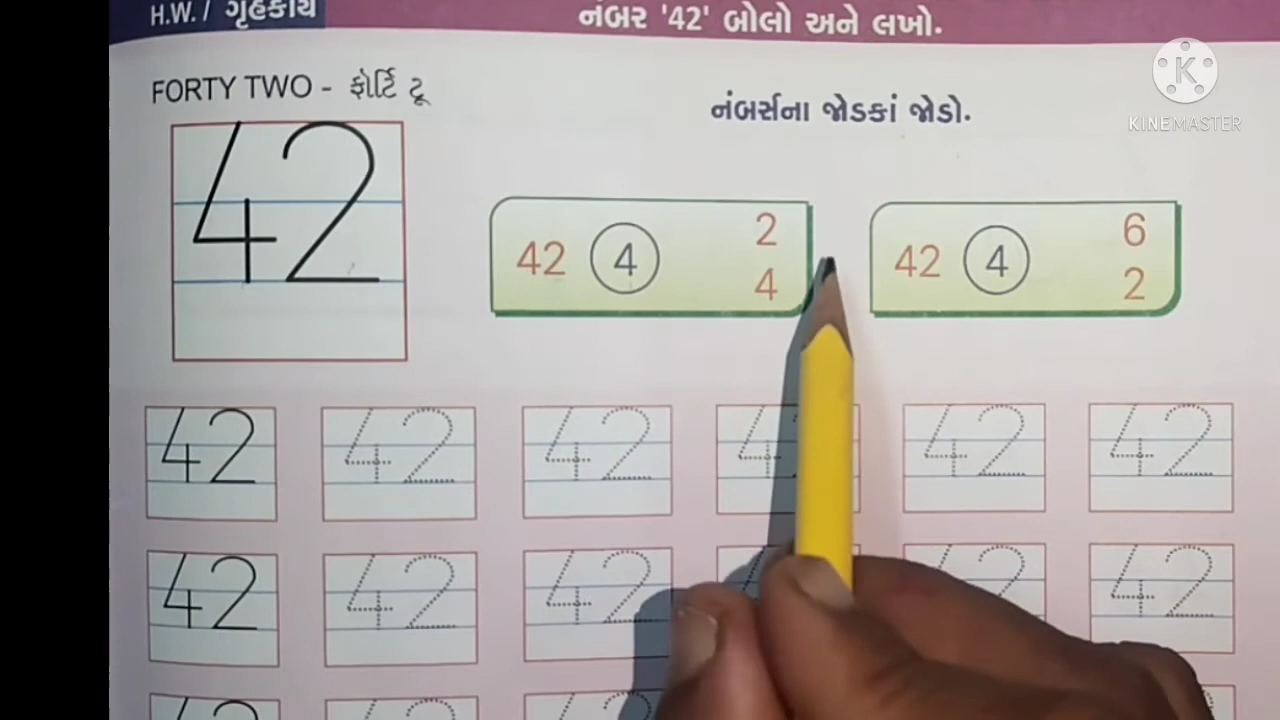 H.W. / ગૃહકાર્ય
નંબર '42' બોલો અને લખો.
K
KINEMASTER
FORTY TWO - ફોર્ટિ ટૂ
નંબર્સના જોડકાં જોડો.
42
42 4 2 4
42 4 6 2
42 42 42 4 42 42
42 42 42 42 42